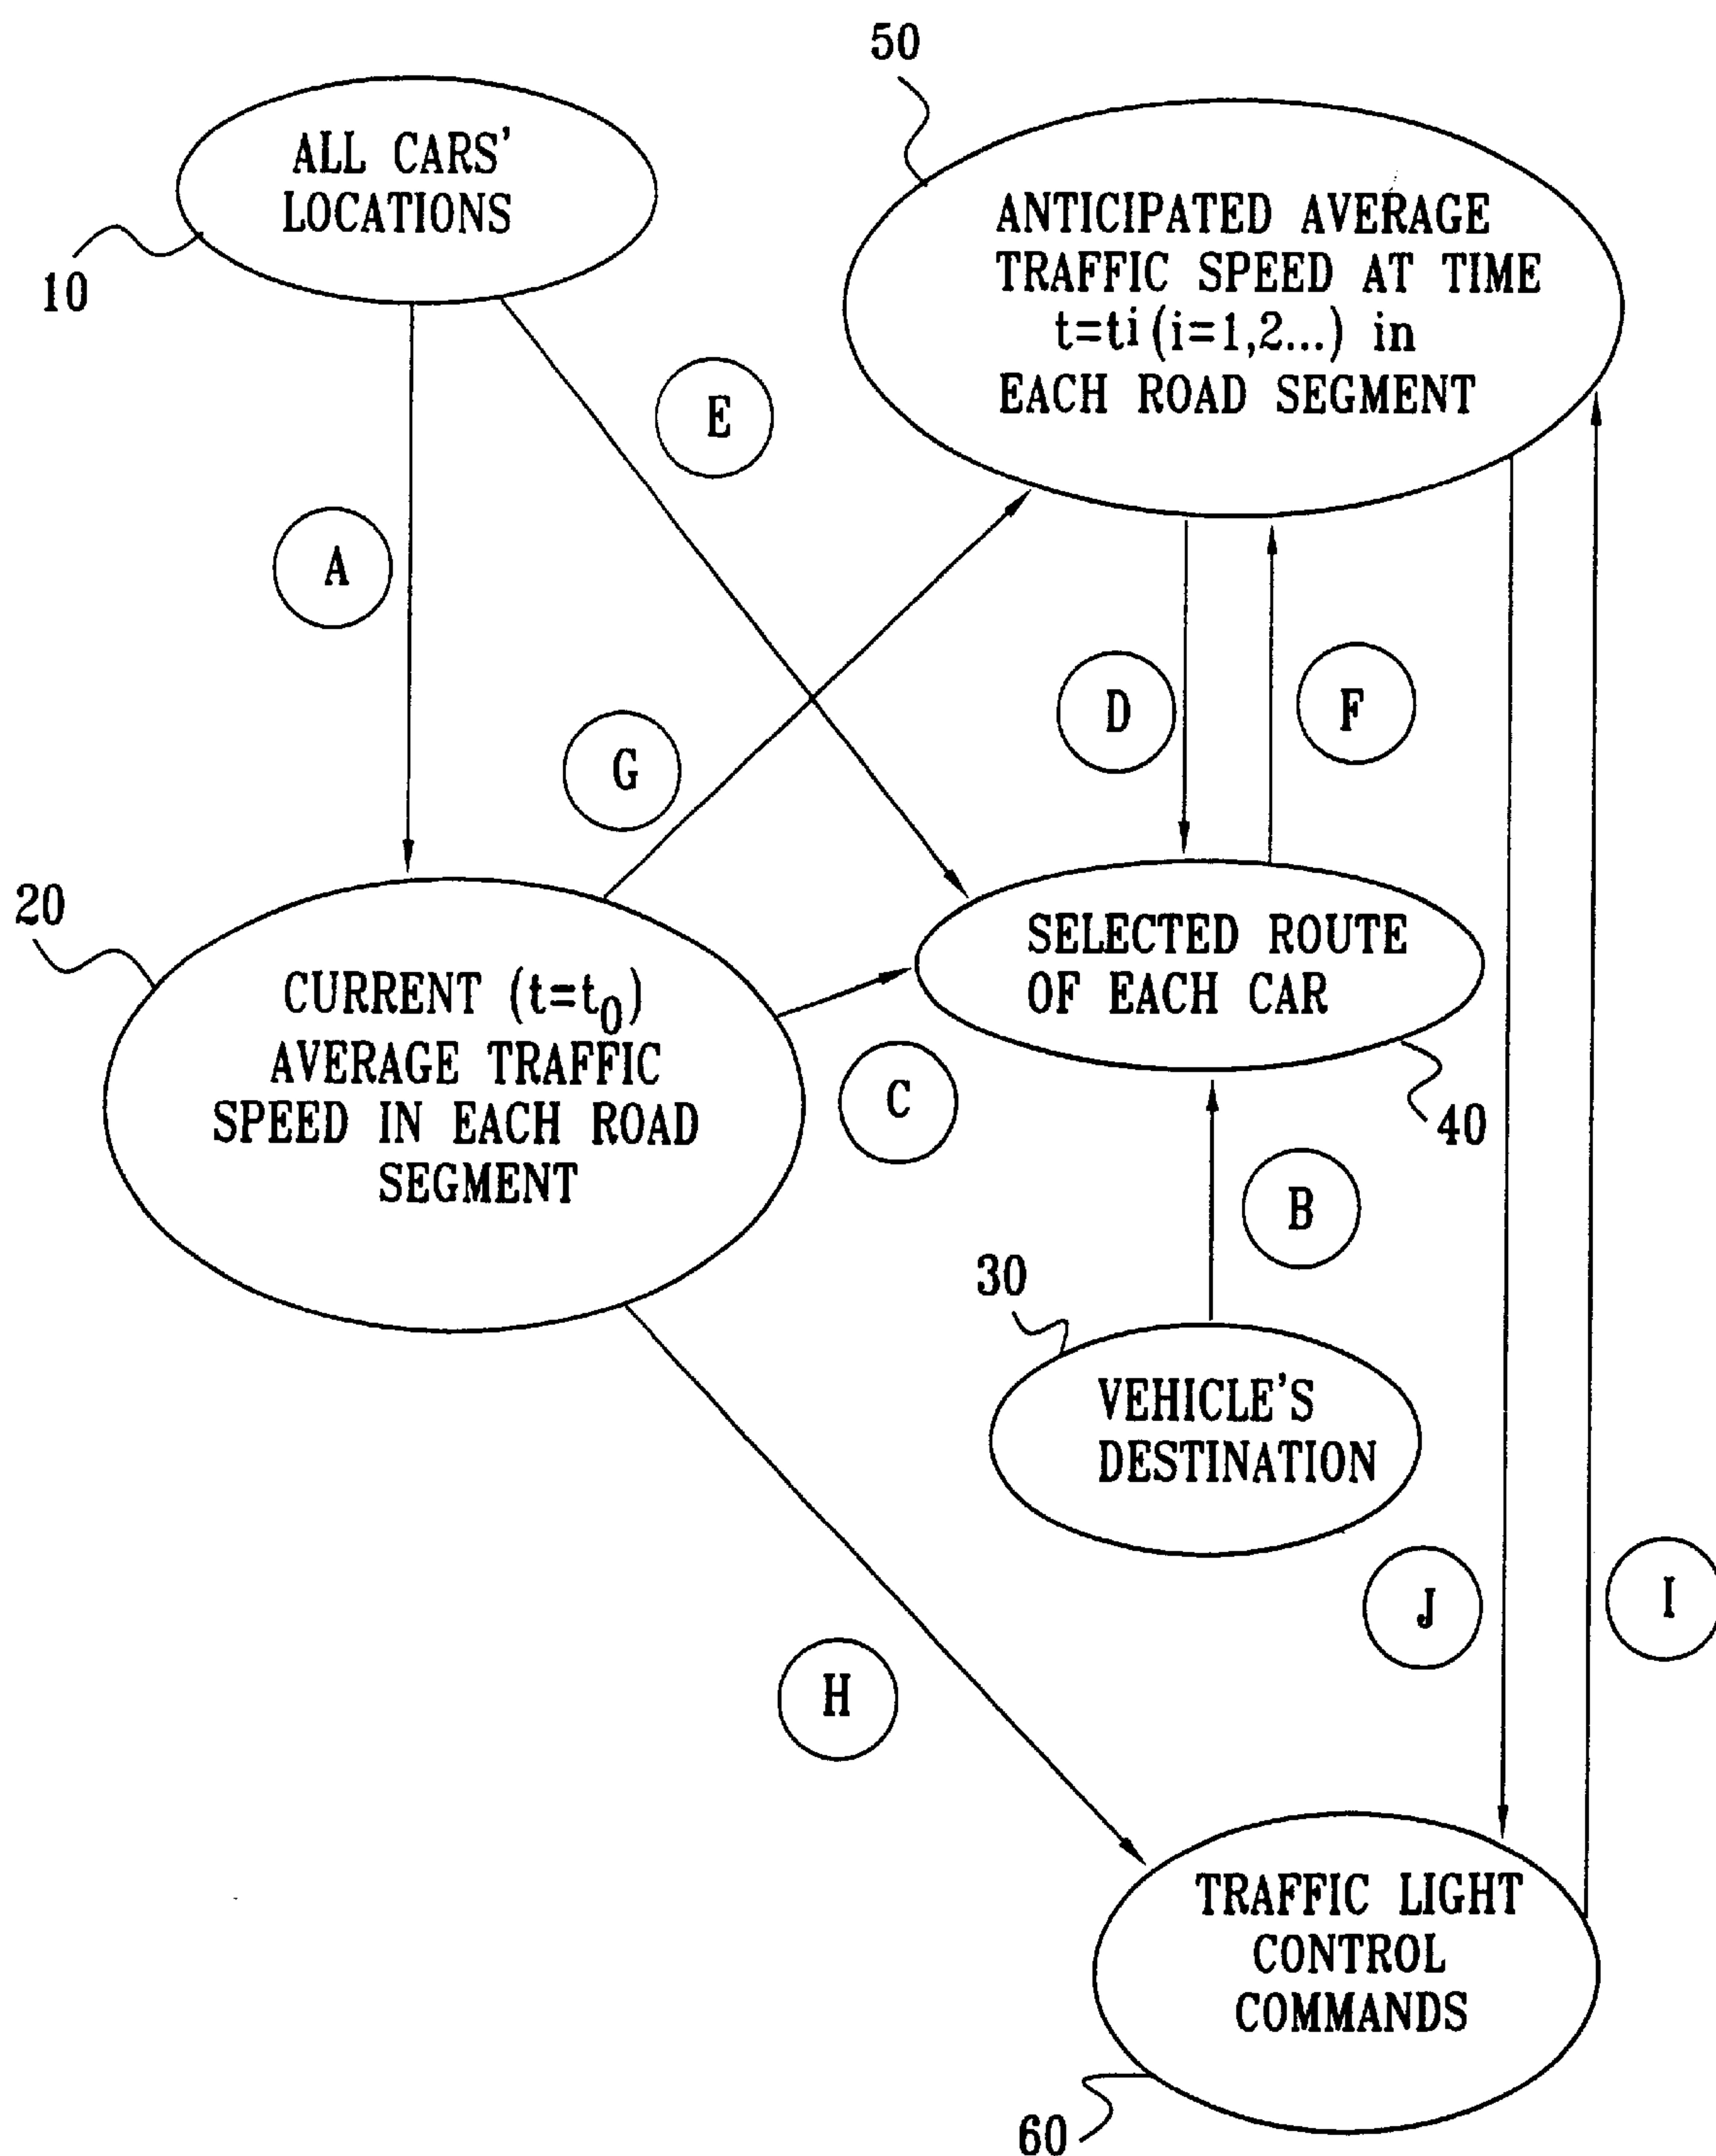 50
ALL CARS'
LOCATIONS
10
ANTICIPATED AVERAGE
TRAFFIC SPEED AT TIME
t=ti (i=1,2...) in
EACH ROAD SEGMENT
E
A
D
F
G
20
CURRENT (t=t₀)
AVERAGE TRAFFIC
SPEED IN EACH ROAD
SEGMENT
SELECTED ROUTE
OF EACH CAR
C
40
B
30
VEHICLE'S
DESTINATION
J
I
H
TRAFFIC LIGHT
CONTROL
COMMANDS
60